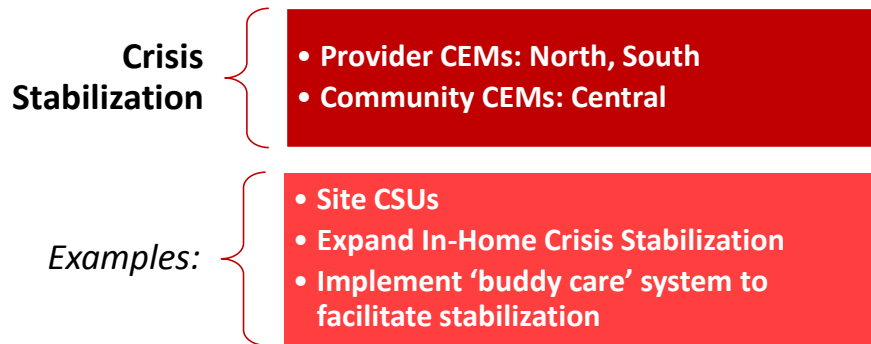 Crisis
Stabilization
• Provider CEMs: North, South
• Community CEMs: Central
Examples:
• Site CSUs
• Expand In-Home Crisis Stabilization
• Implement ‘buddy care’ system to
facilitate stabilization